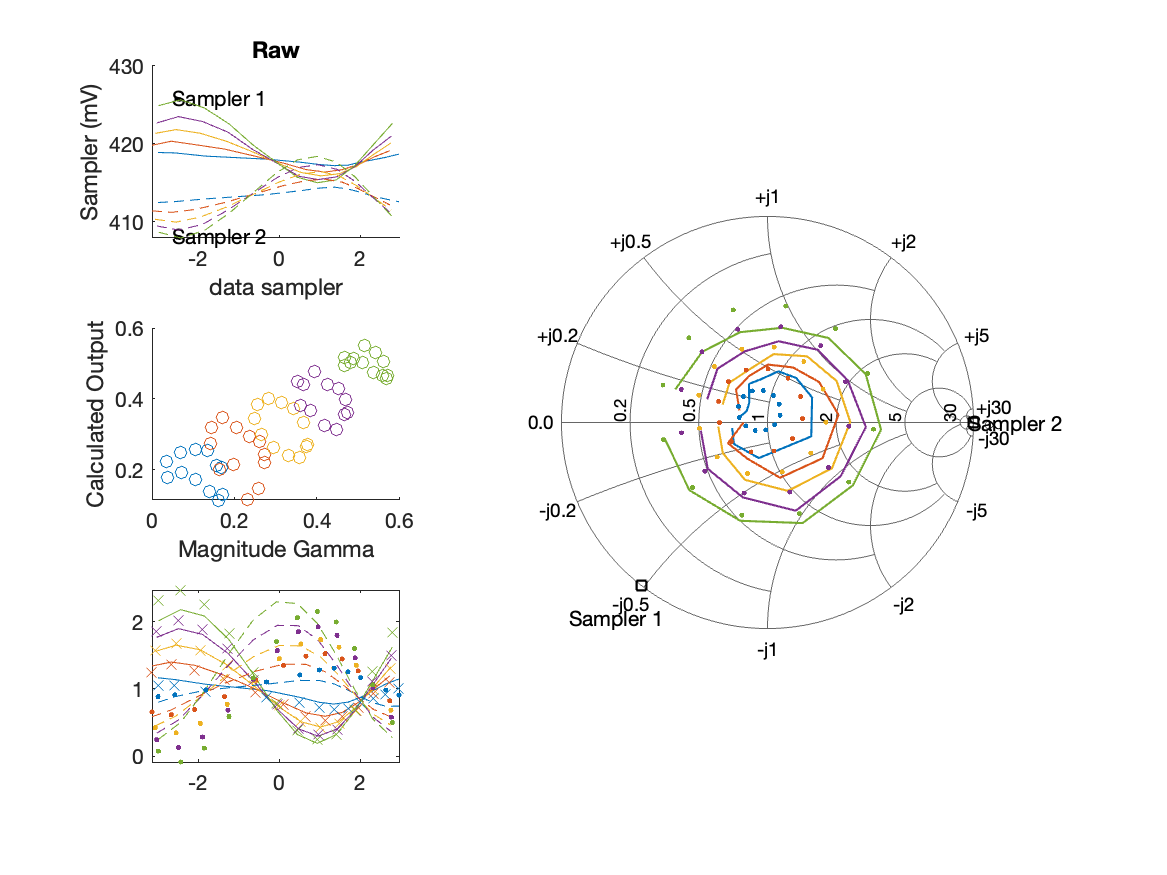 Raw
430
420
410
Sampler (mV)
Sampler 1
Sampler 2
-2 0 2
data sampler
0.6
0.4
0.2
Calculated Output
0 0.2 0.4 0.6
Magnitude Gamma
2
1
0
-2 0 2
+j1
+j0.5 +j2
+j0.2 +j5
0.0 0.2 0.5 1 2 5 30 +j30
Sampler 2
-j30
-j0.2 -j5
-j0.5 -j2
Sampler 1
-j1